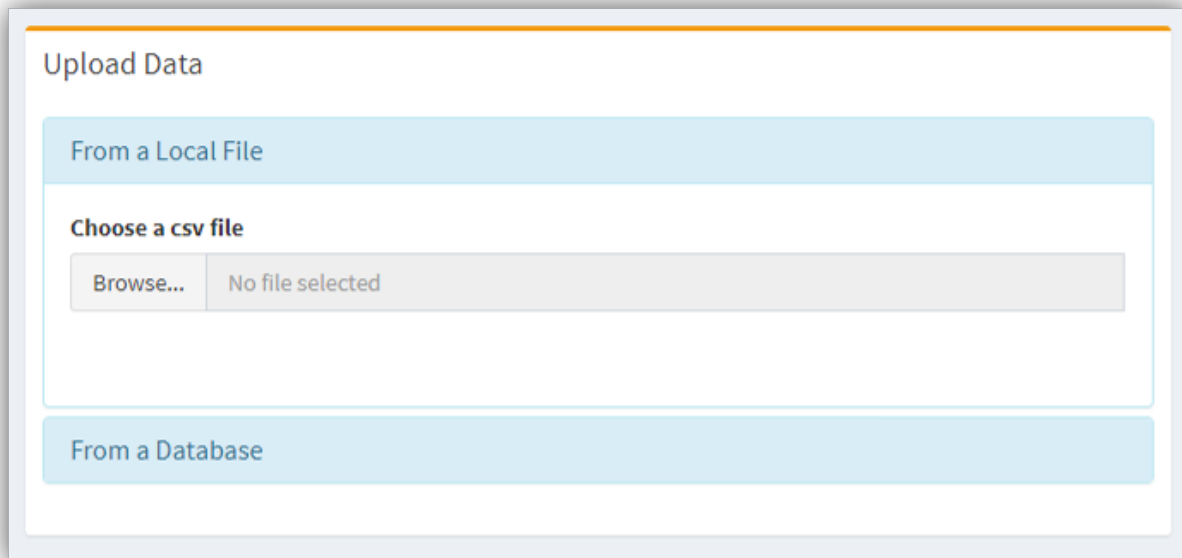 Upload Data
From a Local File
Choose a csv file
Browse... No file selected
From a Database